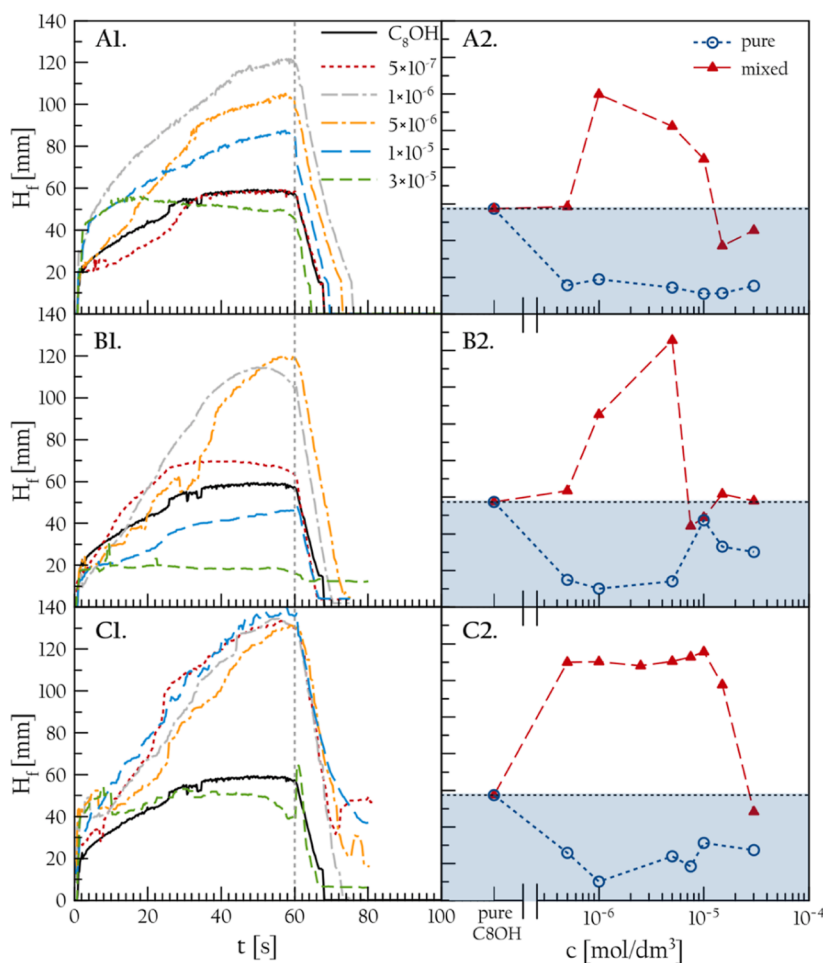 A1.
140
120
100
80
60
40
20
H_f [mm]
C₈OH
5×10⁻⁷
1×10⁻⁶
5×10⁻⁶
1×10⁻⁵
3×10⁻⁵
A2.
pure
mixed
B1.
140
120
100
80
60
40
20
H_f [mm]
B2.
C1.
140
120
100
80
60
40
20
0
H_f [mm]
C2.
0 20 40 60 80 100
t [s]
pure
C8OH
10⁻⁶ 10⁻⁵ 10⁻⁴
c [mol/dm³]